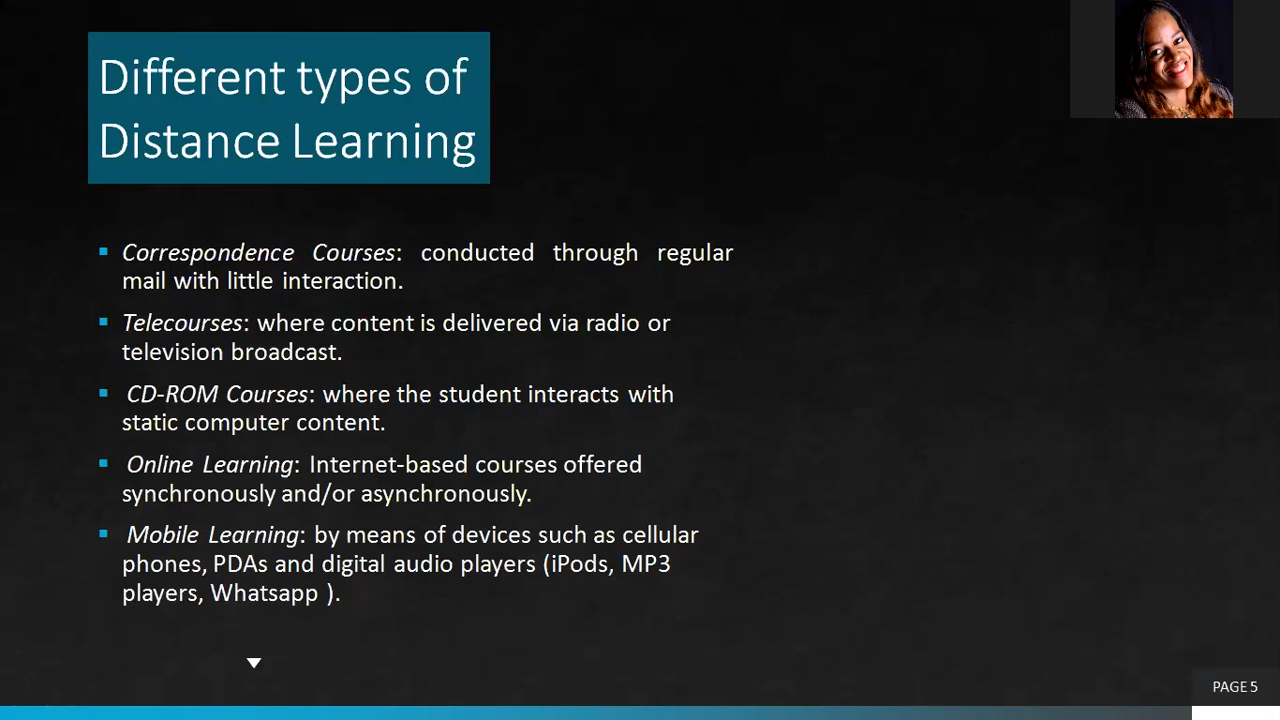 Different types of
Distance Learning
Correspondence Courses: conducted through regular
mail with little interaction.
Telecourses: where content is delivered via radio or
television broadcast.
CD-ROM Courses: where the student interacts with
static computer content.
Online Learning: Internet-based courses offered
synchronously and/or asynchronously.
Mobile Learning: by means of devices such as cellular
phones, PDAs and digital audio players (iPods, MP3
players, Whatsapp ).
PAGE 5